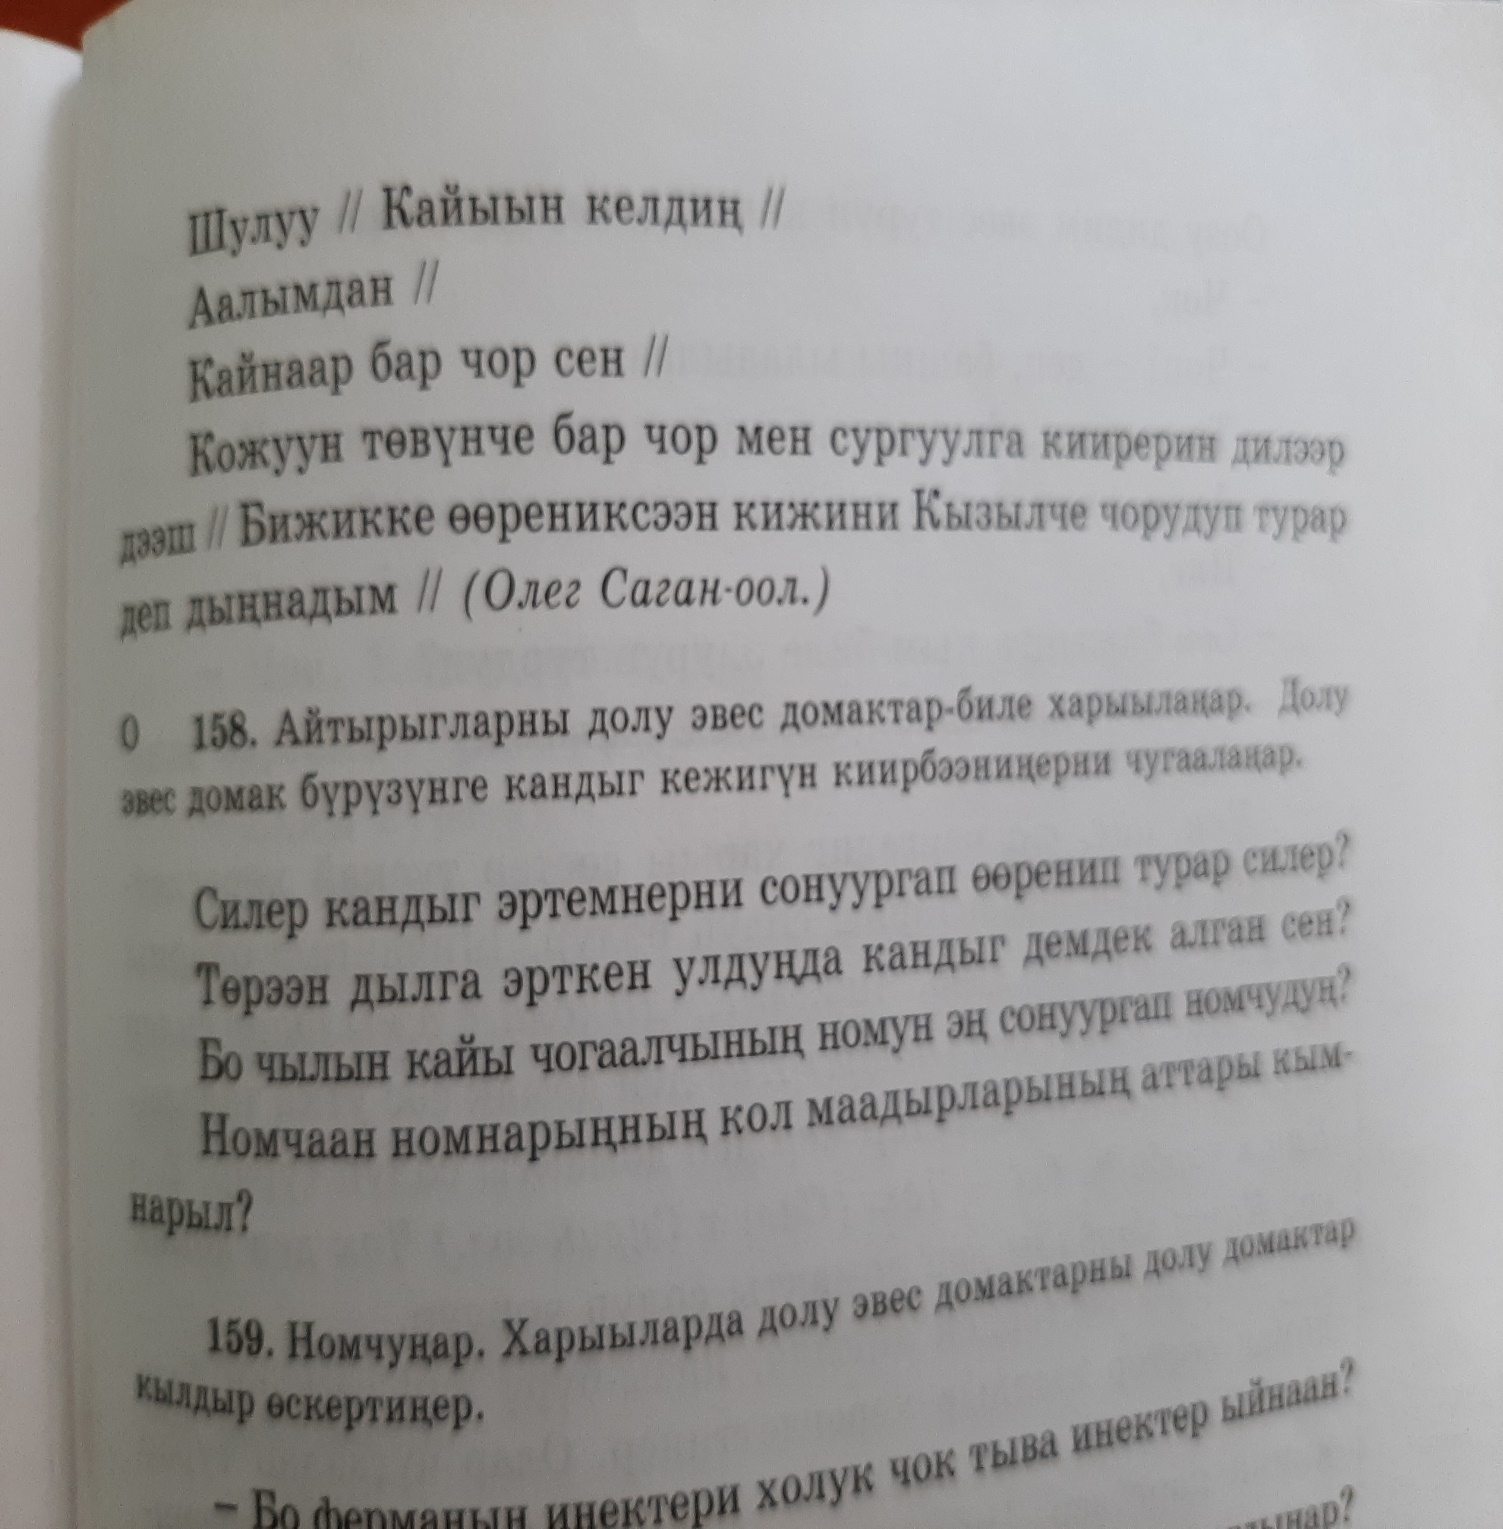 Шулуу // Кайыын келдиң //
Аалымдан //
Кайнаар бар чор сен //
Кожуун төвүнче бар чор мен сургуулга киирерин дилээр
дээш // Бижикке өөрениксээн кижини Кызылче чорудуп турар
деп дыңнадым // (Олег Саган-оол.)
0 158. Айтырыгларны долу эвес домактар-биле харыылаңар. Долу
эвес домак бүрүзүнге кандыг кежигүн киирбээниңерни чугаалаңар.
Силер кандыг эртемнерни сонуургап өөренип турар силер?
Төрээн дылга эрткен улдуңда кандыг демдек алган сен?
Бо чылын кайы чогаалчының номун эң сонуургап номчудуң?
Номчаан номнарыңның кол маадырларының аттары кым-
нарыл?
159. Номчуңар. Харыыларда долу эвес домактарны долу домактар
кылдыр өскертиңер.
– Бо ферманың инектери холук чок тыва инектер ыйнаан?